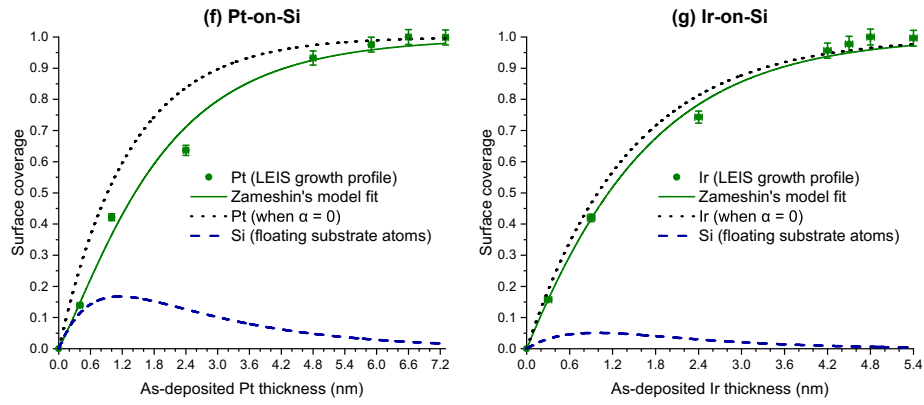 (f) Pt-on-Si
Surface coverage
1.0
0.9
0.8
0.7
0.6
0.5
0.4
0.3
0.2
0.1
0.0
Pt (LEIS growth profile)
Zameshin's model fit
Pt (when α = 0)
Si (floating substrate atoms)
0.0 0.6 1.2 1.8 2.4 3.0 3.6 4.2 4.8 5.4 6.0 6.6 7.2
As-deposited Pt thickness (nm)
(g) Ir-on-Si
Surface coverage
1.0
0.9
0.8
0.7
0.6
0.5
0.4
0.3
0.2
0.1
0.0
Ir (LEIS growth profile)
Zameshin's model fit
Ir (when α = 0)
Si (floating substrate atoms)
0.0 0.6 1.2 1.8 2.4 3.0 3.6 4.2 4.8 5.4
As-deposited Ir thickness (nm)